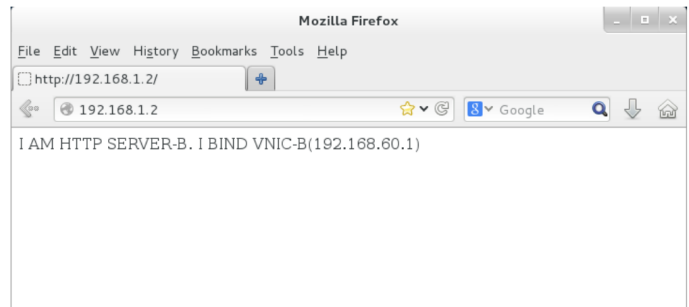 Mozilla Firefox
File Edit View History Bookmarks Tools Help
http://192.168.1.2/
192.168.1.2 Google
I AM HTTP SERVER-B. I BIND VNIC-B(192.168.60.1)